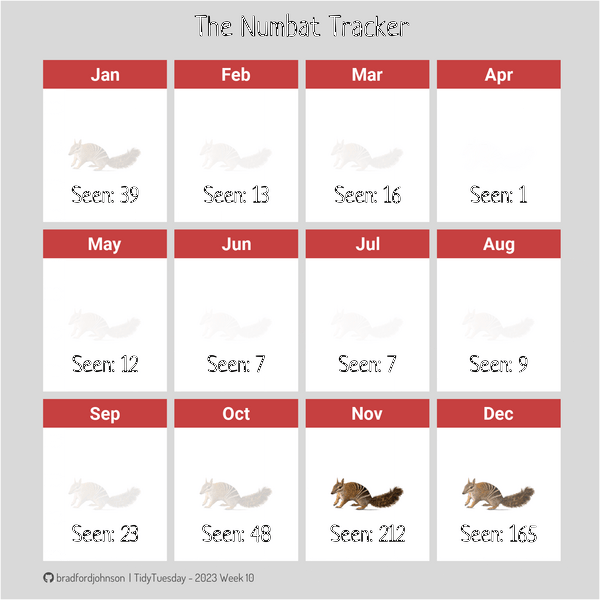 The Numbat Tracker
Jan Feb Mar Apr
Seen: 39 Seen: 13 Seen: 16 Seen: 1
May Jun Jul Aug
Seen: 12 Seen: 7 Seen: 7 Seen: 9
Sep Oct Nov Dec
Seen: 23 Seen: 48 Seen: 212 Seen: 165
bradfordjohnson | TidyTuesday - 2023 Week 10